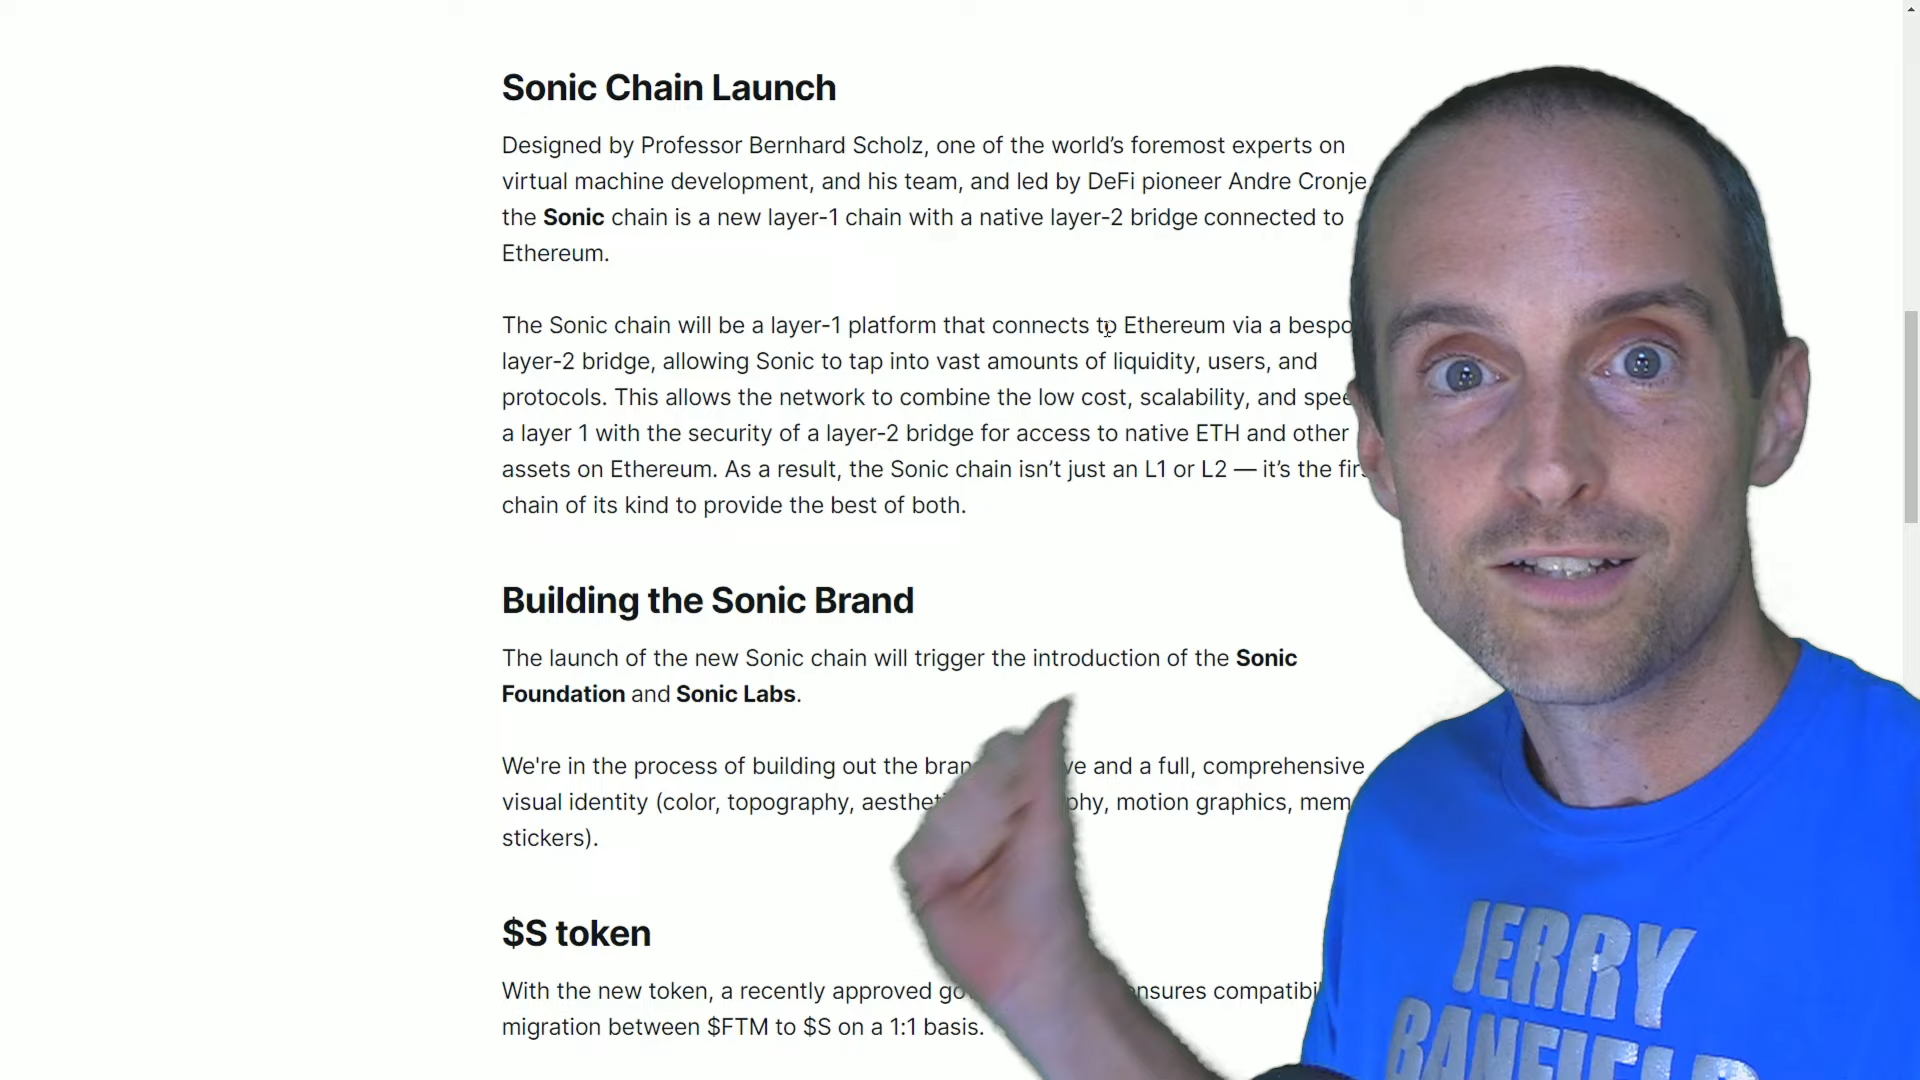 Sonic Chain Launch
Designed by Professor Bernhard Scholz, one of the world’s foremost experts on
virtual machine development, and his team, and led by DeFi pioneer Andre Cronje
the Sonic chain is a new layer-1 chain with a native layer-2 bridge connected to
Ethereum.
The Sonic chain will be a layer-1 platform that connects to Ethereum via a
layer-2 bridge, allowing Sonic to tap into vast amounts of liquidity, users, and
protocols. This allows the network to combine the low cost, scalability, and
a layer 1 with the security of a layer-2 bridge for access to native ETH and other
assets on Ethereum. As a result, the Sonic chain isn’t just an L1 or L2 — it’s the
chain of its kind to provide the best of both.
Building the Sonic Brand
The launch of the new Sonic chain will trigger the introduction of the Sonic
Foundation and Sonic Labs.
We're in the process of building out the and a full, comprehensive
visual identity (color, topography, motion graphics,
stickers).
$S token
With the new token, a recently approved ensures
migration between $FTM to $S on a 1:1 basis.
JERRY
BANFIELD